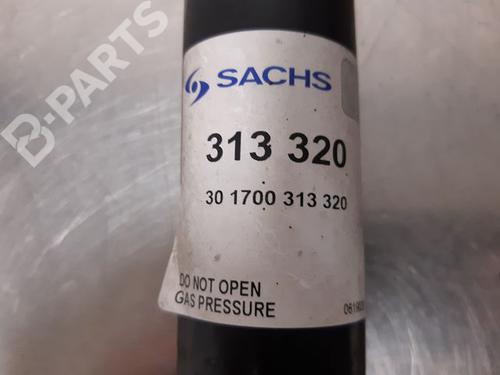 B-PARTS
SACHS
313 320
30 1700 313 320
DO NOT OPEN
GAS PRESSURE